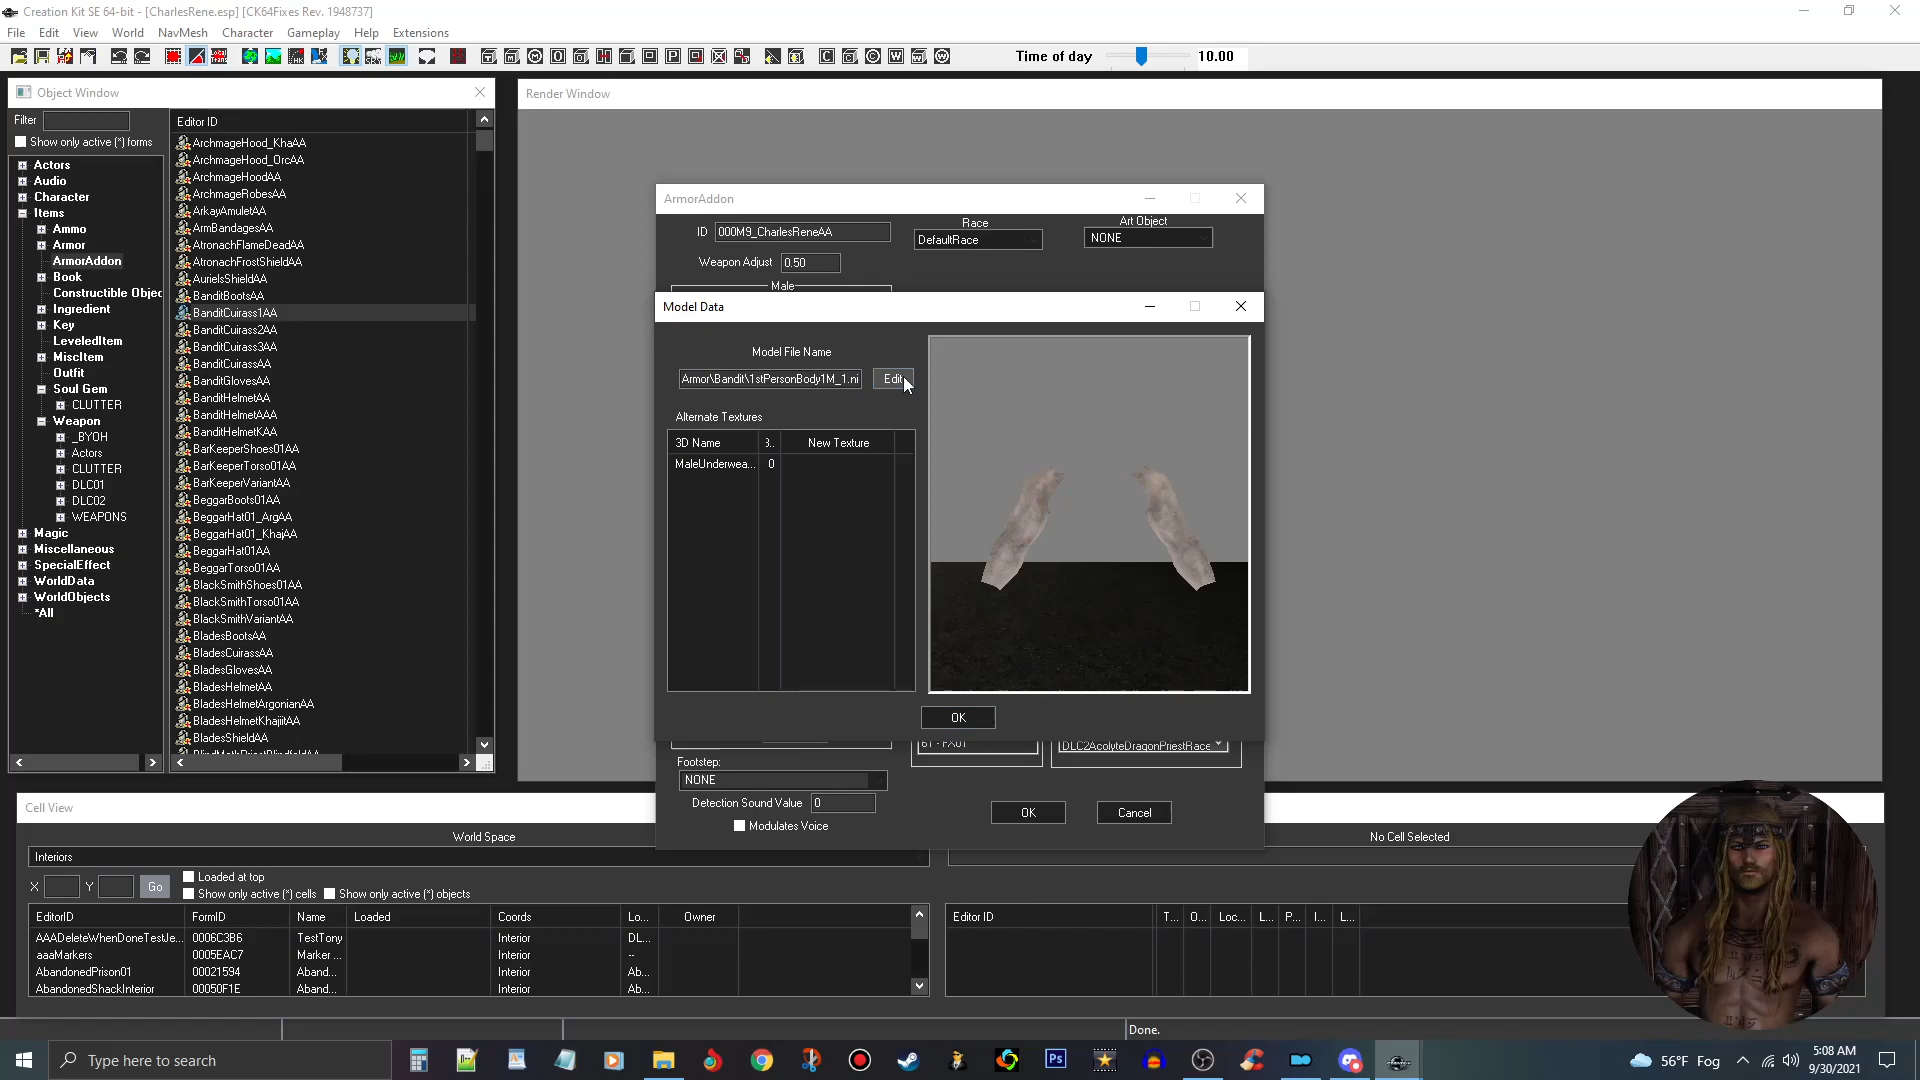 Creation Kit SE 64-bit - [CharlesRene.esp] [CK64Fixes Rev. 1948737]
File Edit View World NavMesh Character Gameplay Help Extensions
Time of day 10.00
Object Window
Filter
Show only active (*) forms
Actors
Audio
Character
Items
Ammo
Armor
ArmorAddon
Book
Constructible Objec
Ingredient
Key
LeveledItem
MiscItem
Outfit
Soul Gem
CLUTTER
Weapon
_BYOH
Actors
CLUTTER
DLC01
DLC02
WEAPONS
Magic
Miscellaneous
SpecialEffect
WorldData
WorldObjects
*All
Editor ID
ArchmageHood_KhaAA
ArchmageHood_OrcAA
ArchmageHoodAA
ArchmageRobesAA
ArkayAmuletAA
ArmBandagesAA
AtronachFlameDeadAA
AtronachFrostShieldAA
AurielsShieldAA
BanditBootsAA
BanditCuirass1AA
BanditCuirass2AA
BanditCuirass3AA
BanditCuirassAA
BanditGlovesAA
BanditHelmetAA
BanditHelmetAAA
BanditHelmetKAA
BarKeeperShoes01AA
BarKeeperTorso01AA
BarKeeperVariantAA
BeggarBoots01AA
BeggarHat01_ArgAA
BeggarHat01_KhajAA
BeggarHat01AA
BeggarTorso01AA
BlackSmithShoes01AA
BlackSmithTorso01AA
BlackSmithVariantAA
BladesBootsAA
BladesCuirassAA
BladesGlovesAA
BladesHelmetAA
BladesHelmetArgonianAA
BladesHelmetKhajiitAA
BladesShieldAA
Render Window
ArmorAddon
ID 000M9_CharlesReneAA
Race
DefaultRace
Art Object
NONE
Weapon Adjust 0.50
Male
Model Data
Model File Name
Armor\Bandit\1stPersonBody1M_1.ni
Edit
Alternate Textures
3D Name 3.. New Texture
MaleUnderwea... 0
OK
61 - FX01
DLC2AcolyteDragonPriestRace
Footstep:
NONE
Detection Sound Value 0
Modulates Voice
OK Cancel
Cell View
World Space
Interiors
X Y Go
Loaded at top
Show only active (*) cells Show only active (*) objects
EditorID FormID Name Loaded Coords Lo... Owner
AAADeleteWhenDoneTestJe... 0006C3B6 TestTony Interior DL...
aaaMarkers 0005EAC7 Marker ... Interior --
AbandonedPrison01 00021594 Aband... Interior Ab...
AbandonedShackInterior 00050F1E Aband... Interior Ab...
No Cell Selected
Editor ID T... O... Loc... L... P... I... L...
Done.
Type here to search
Ps
56°F Fog
5:08 AM
9/30/2021